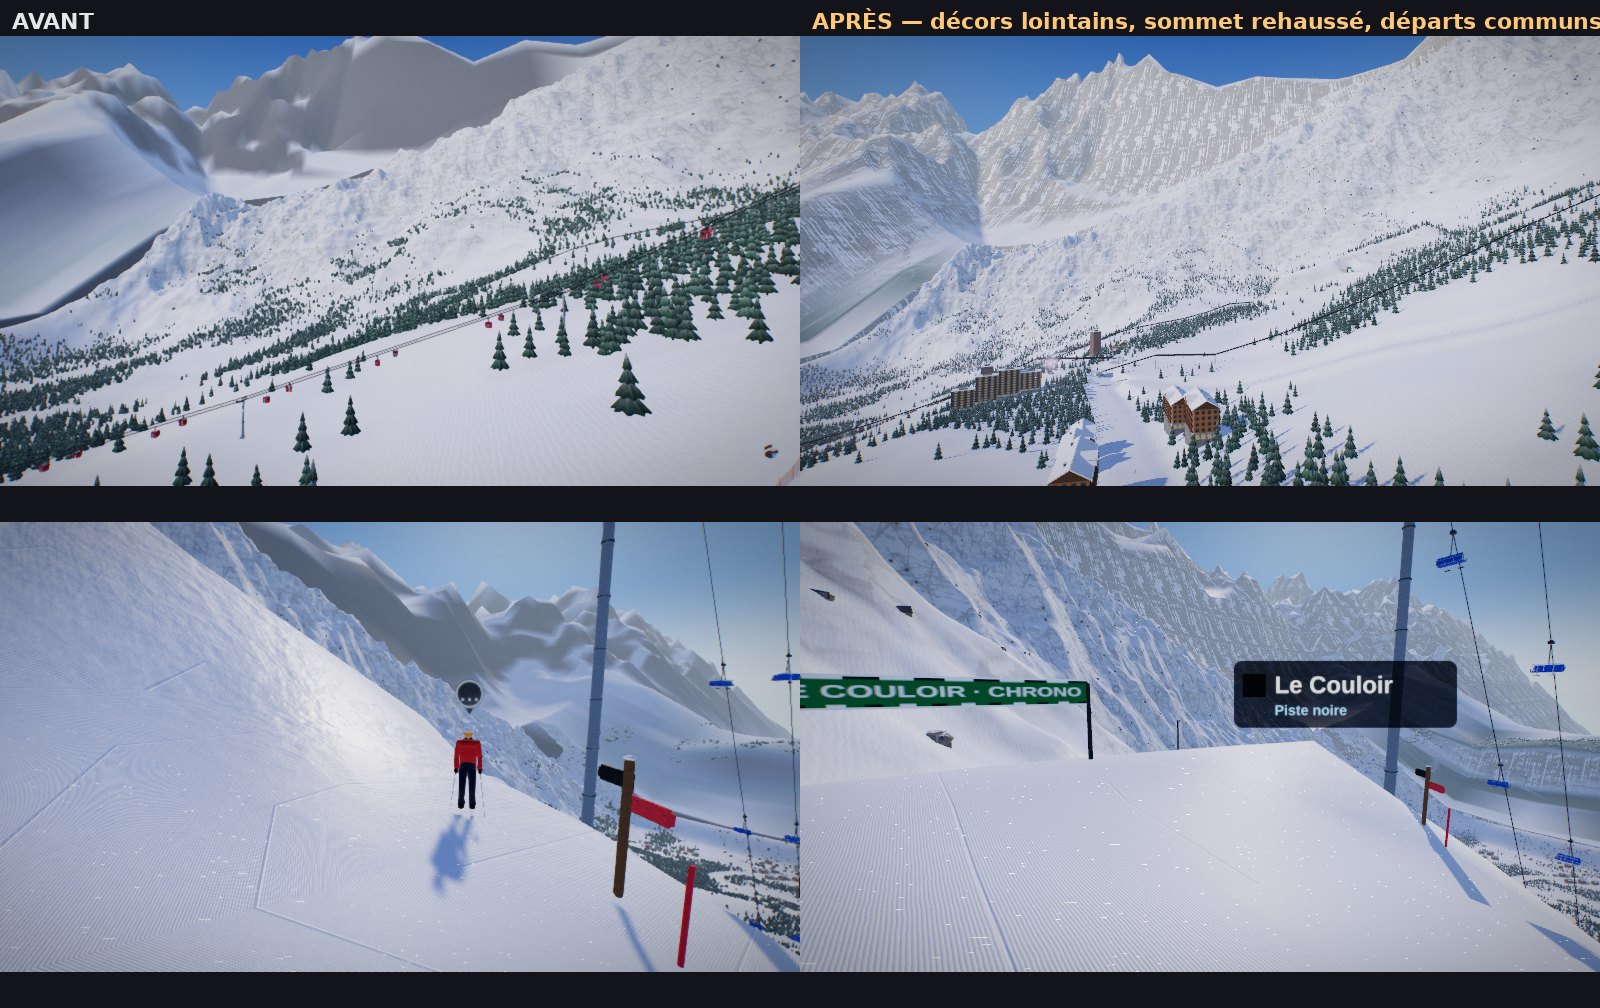 AVANT
APRÈS — décors lointains, sommet rehaussé, départs communs
COULOIR · CHRONO
Le Couloir
Piste noire